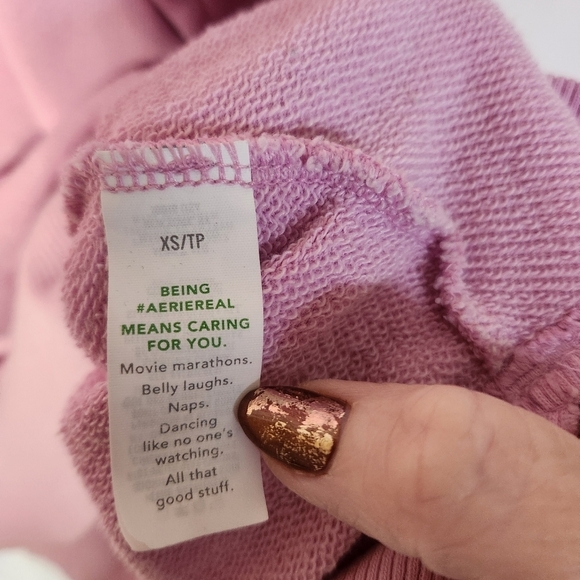 XS/TP
BEING
#AERIEREAL
MEANS CARING
FOR YOU.
Movie marathons.
Belly laughs.
Naps.
Dancing
like no one's
watching.
All that
good stuff.